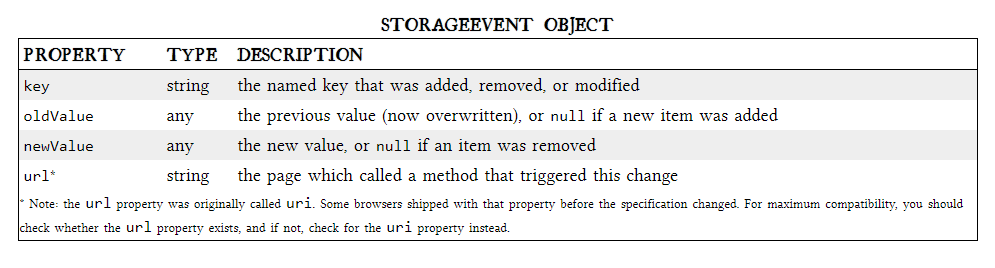 STORAGEEVENT OBJECT
PROPERTY TYPE DESCRIPTION
key string the named key that was added, removed, or modified
oldValue any the previous value (now overwritten), or null if a new item was added
newValue any the new value, or null if an item was removed
url* string the page which called a method that triggered this change
* Note: the url property was originally called uri. Some browsers shipped with that property before the specification changed. For maximum compatibility, you should
check whether the url property exists, and if not, check for the uri property instead.